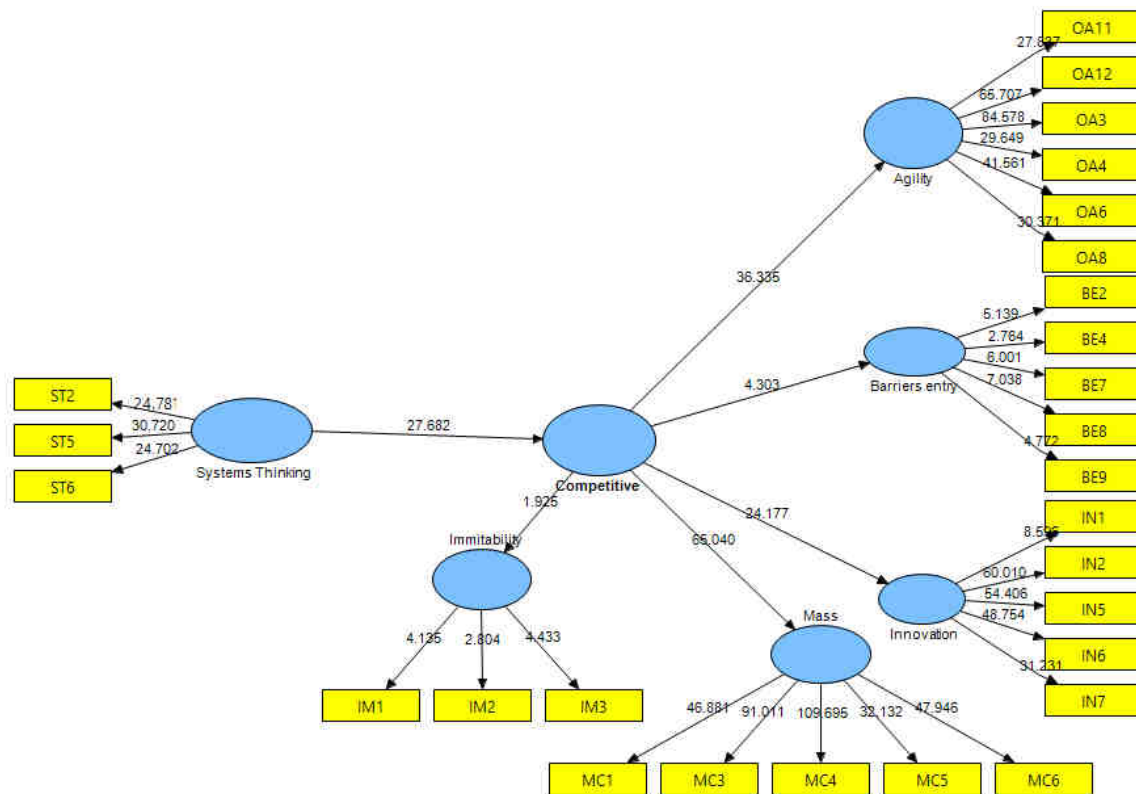 OA11
OA12
OA3
OA4
OA6
OA8
65.707
84.578
29.649
41.561
30.371
Agility
36.335
BE2
BE4
BE7
BE8
BE9
5.139
2.764
6.001
7.038
4.772
Barriers entry
4.303
ST2
ST5
ST6
24.781
30.720
24.702
Systems Thinking
27.682
Competitive
1.925
24.177
65.040
IN1
IN2
IN5
IN6
IN7
8.595
60.010
54.406
48.754
31.231
Innovation
Immitability
4.135
2.804
4.433
IM1
IM2
IM3
Mass
46.881
91.011
109.695
32.132
47.946
MC1
MC3
MC4
MC5
MC6